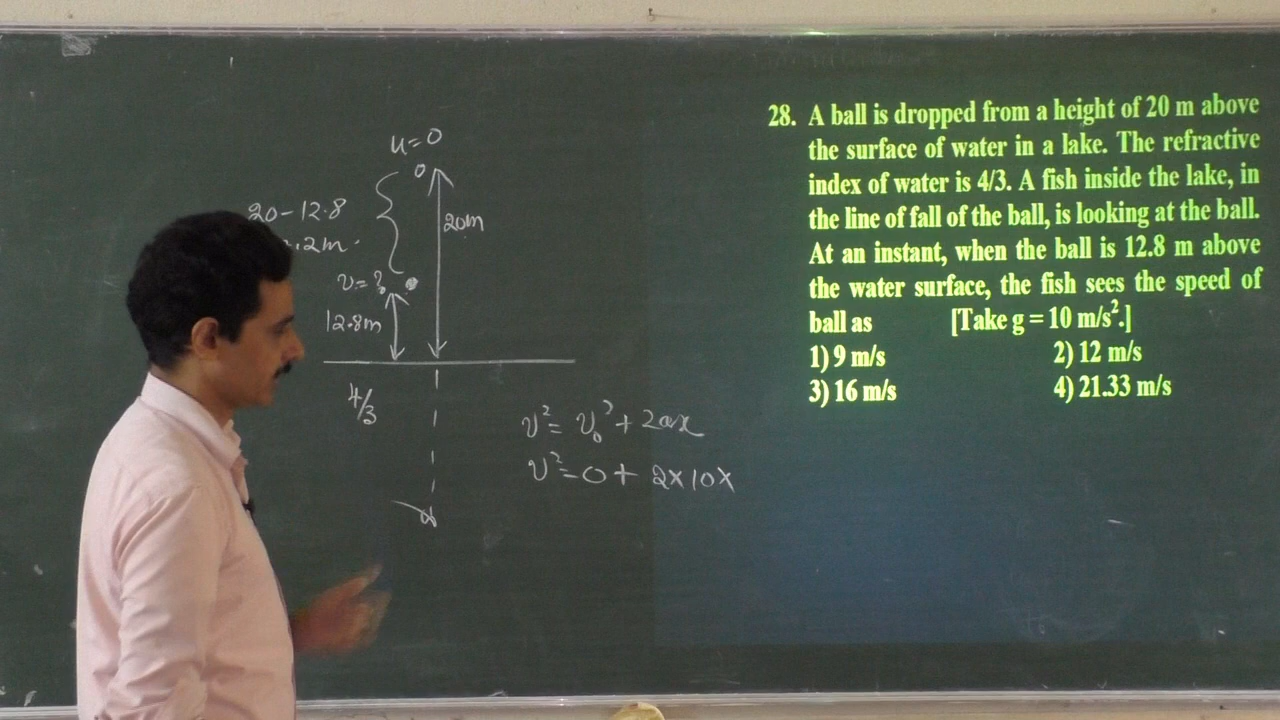 28. A ball is dropped from a height of 20 m above
the surface of water in a lake. The refractive
index of water is 4/3. A fish inside the lake, in
the line of fall of the ball, is looking at the ball.
At an instant, when the ball is 12.8 m above
the water surface, the fish sees the speed of
ball as [Take g = 10 m/s².]
1) 9 m/s 2) 12 m/s
3) 16 m/s 4) 21.33 m/s
u=0
20-12.8
.2m.
20m
v=?
12.8m
4/3
v²= v₀²+2ax
v²=0+ 2×10×